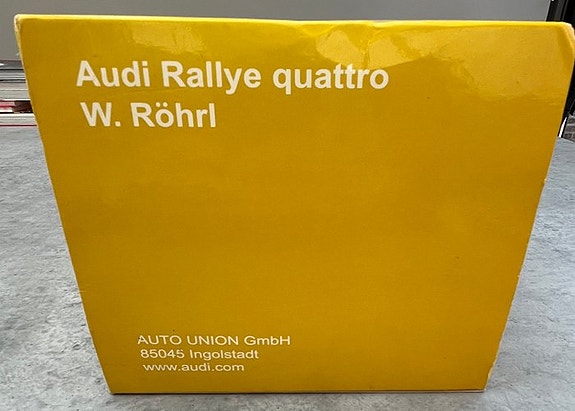 Audi Rallye quattro
W. Röhrl
AUTO UNION GmbH
85045 Ingolstadt
www.audi.com